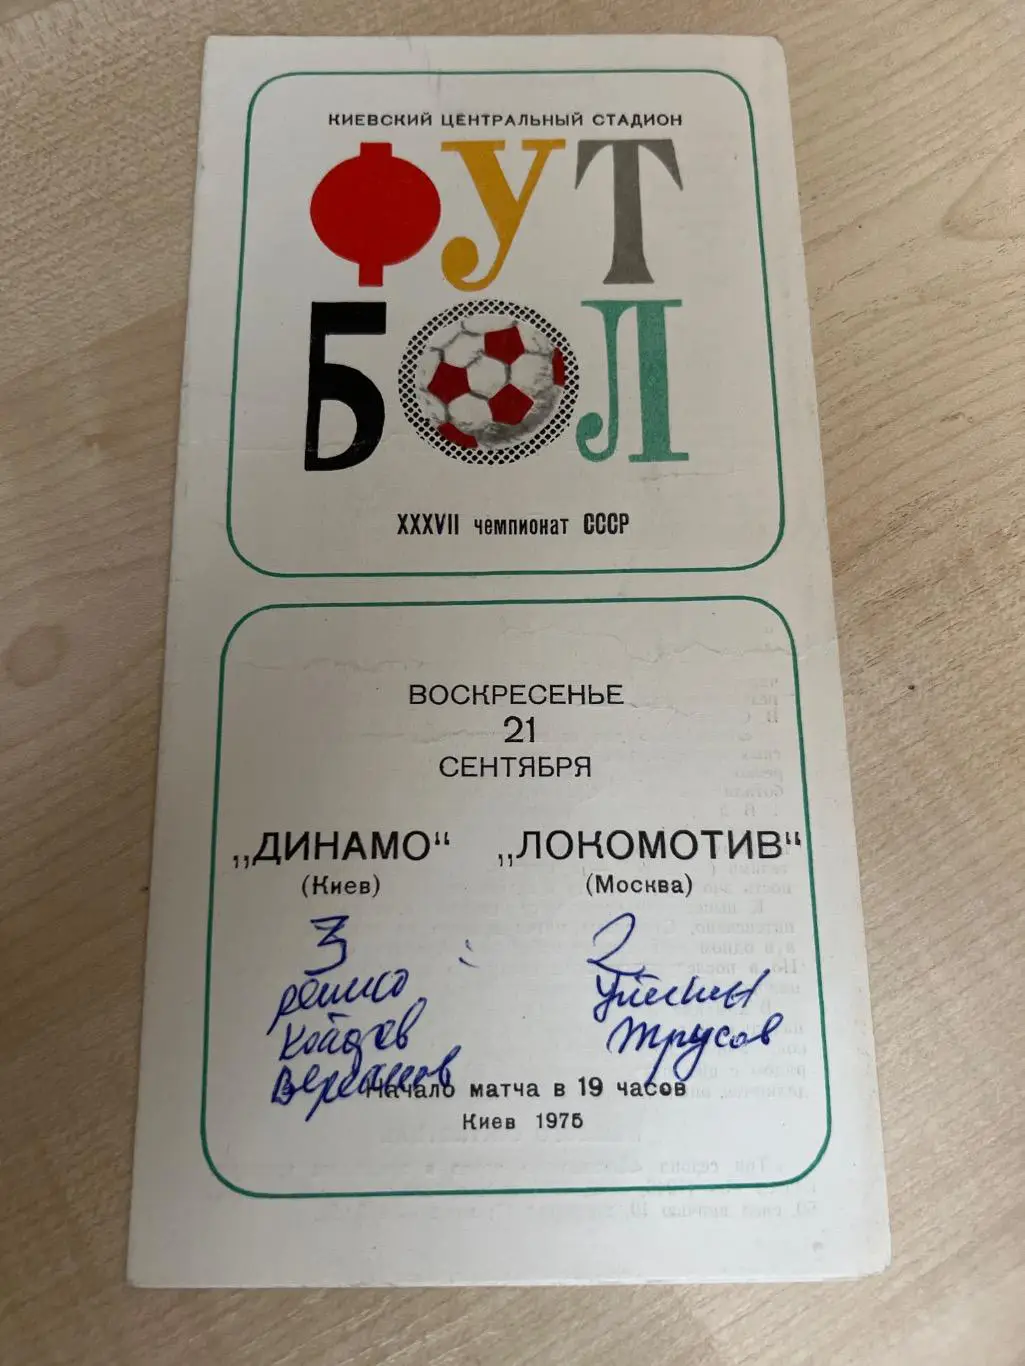 КИЕВСКИЙ ЦЕНТРАЛЬНЫЙ СТАДИОН
ФУТ
БОЛ
XXXVII чемпионат СССР
ВОСКРЕСЕНЬЕ
21
СЕНТЯБРЯ
„ДИНАМО“ „ЛОКОМОТИВ“
(Киев) (Москва)
3 : 2
Трусов
Начало матча в 19 часов
Киев 1975